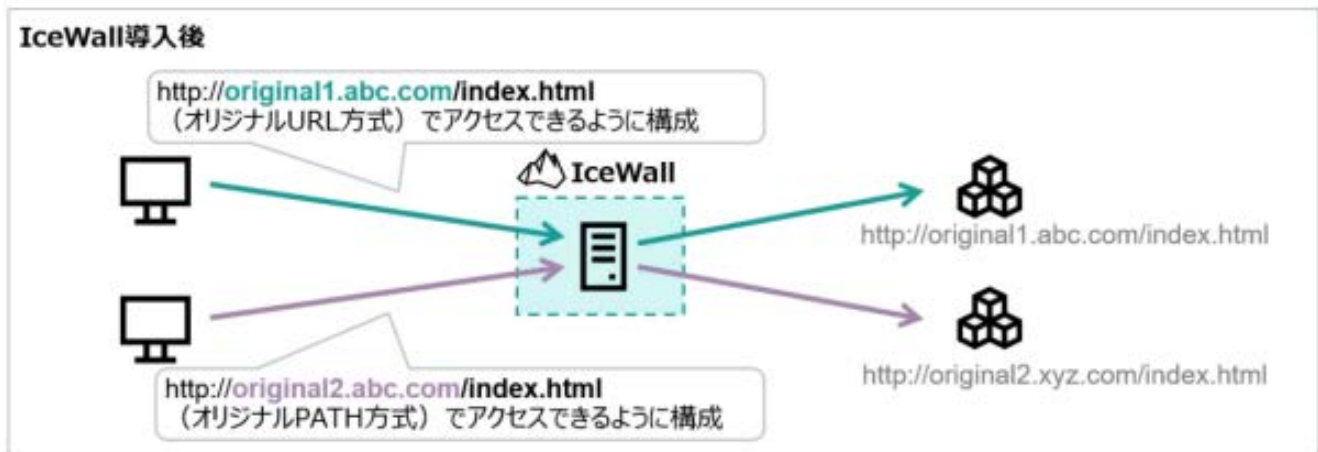 IceWall導入後
http://original1.abc.com/index.html
（オリジナルURL方式）でアクセスできるように構成
IceWall
http://original1.abc.com/index.html
http://original2.xyz.com/index.html
http://original2.abc.com/index.html
（オリジナルPATH方式）でアクセスできるように構成